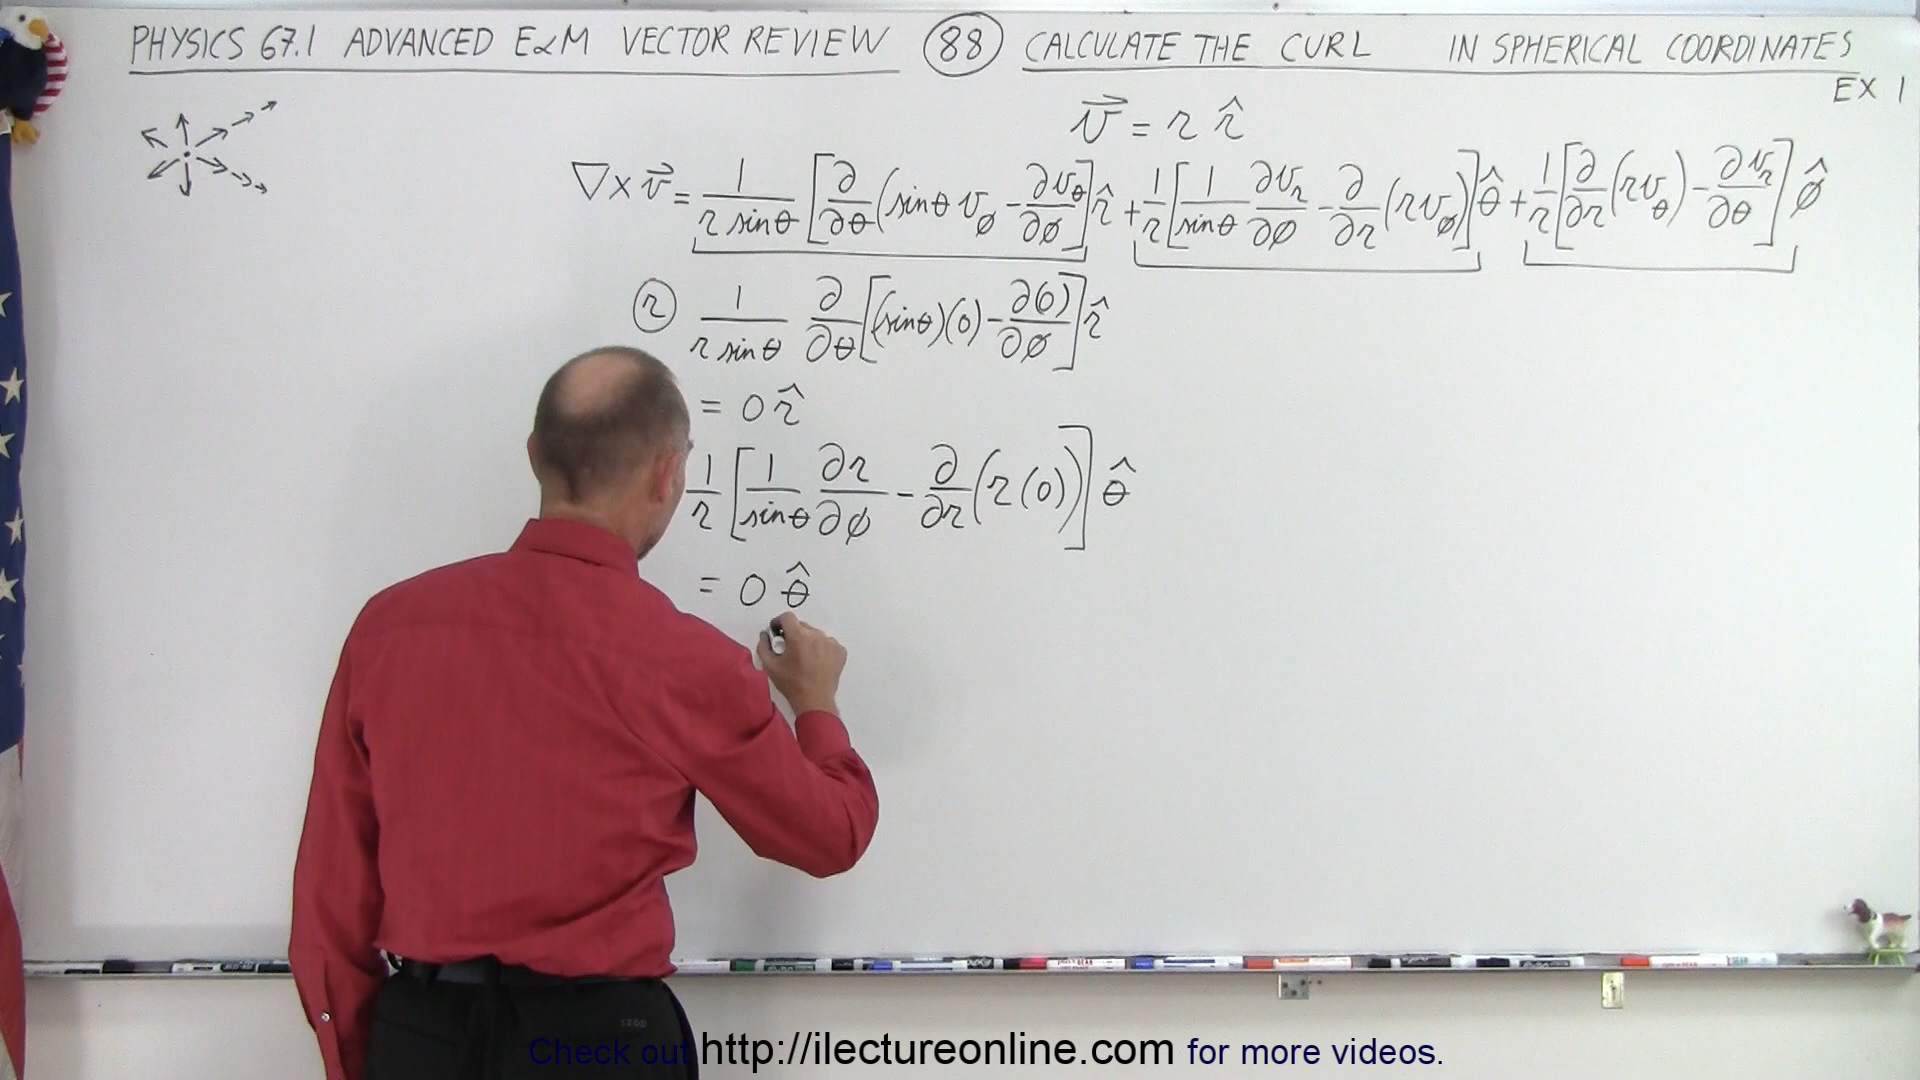 PHYSICS 67.1 ADVANCED E&M VECTOR REVIEW (88) CALCULATE THE CURL IN SPHERICAL COORDINATES
EX 1
v⃗ = r r̂
∇ x v⃗ = 1/(r sinθ) [∂/∂θ (sinθ v_ϕ - ∂v_θ/∂ϕ] r̂ + 1/r [1/sinθ ∂v_r/∂ϕ - ∂/∂r (r v_ϕ)] θ̂ + 1/r [∂/∂r (r v_θ) - ∂v_r/∂θ] ϕ̂
(r) 1/(r sinθ) ∂/∂θ [(sinθ)(0) - ∂(0)/∂ϕ] r̂
= 0 r̂
1/r [1/sinθ ∂r/∂ϕ - ∂/∂r (r (0))] θ̂
= 0 θ̂
IZOD
Check out http://ilectureonline.com for more videos.